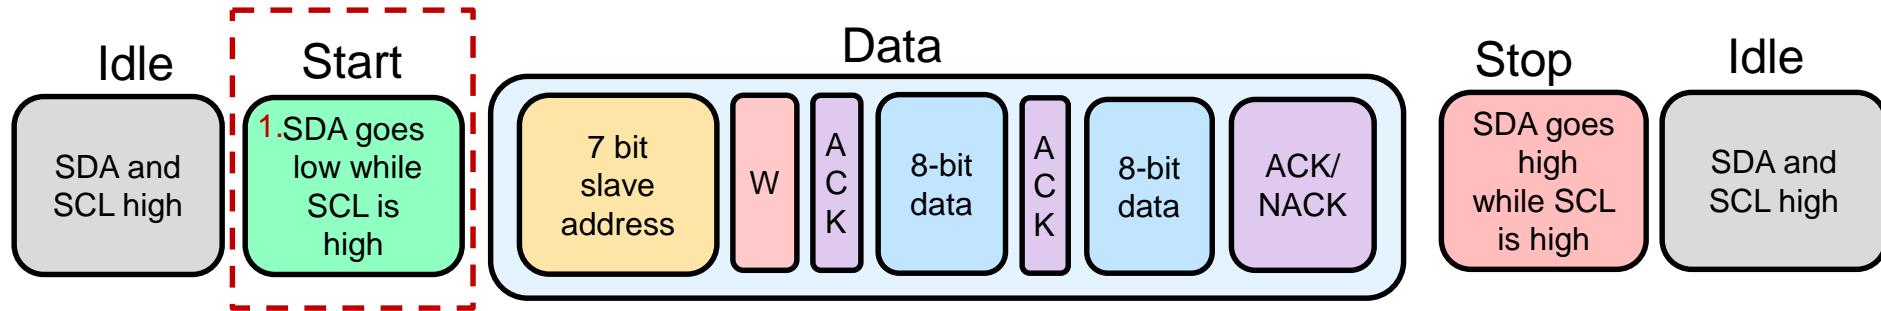 Idle
SDA and
SCL high
Start
1.SDA goes
low while
SCL is
high
Data
7 bit
slave
address
W
A
C
K
8-bit
data
A
C
K
8-bit
data
ACK/
NACK
Stop
SDA goes
high
while SCL
is high
Idle
SDA and
SCL high